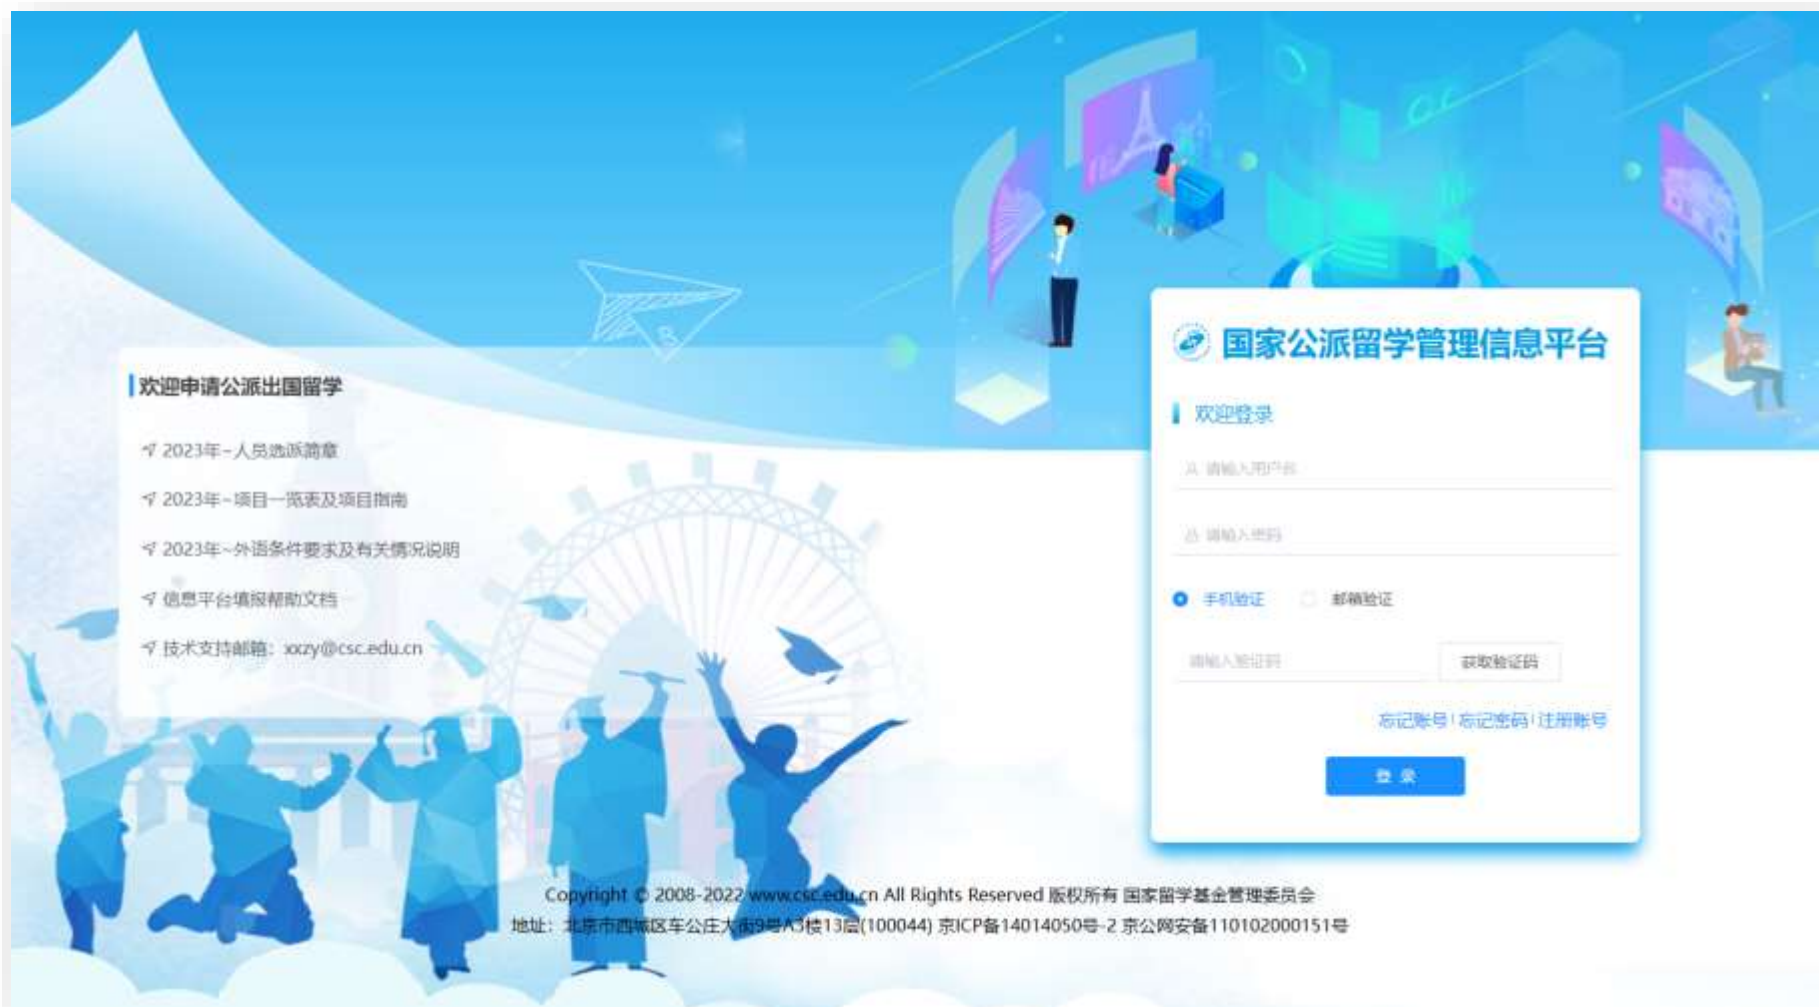 国家公派留学管理信息平台
欢迎申请公派出国留学
2023年-人员选派简章
2023年-项目一览表及项目指南
2023年~外语条件要求及有关情况说明
信息平台填报帮助文档
技术支持邮箱：xxzy@csc.edu.cn
欢迎登录
请输入用户名
请输入密码
手机验证 邮箱验证
请输入验证码 获取验证码
忘记账号|忘记密码|注册账号
登 录
Copyright © 2008-2022 www.csc.edu.cn All Rights Reserved 版权所有 国家留学基金管理委员会
地址：北京市西城区车公庄大街9号A3楼13层(100044) 京ICP备14014050号-2 京公网安备110102000151号